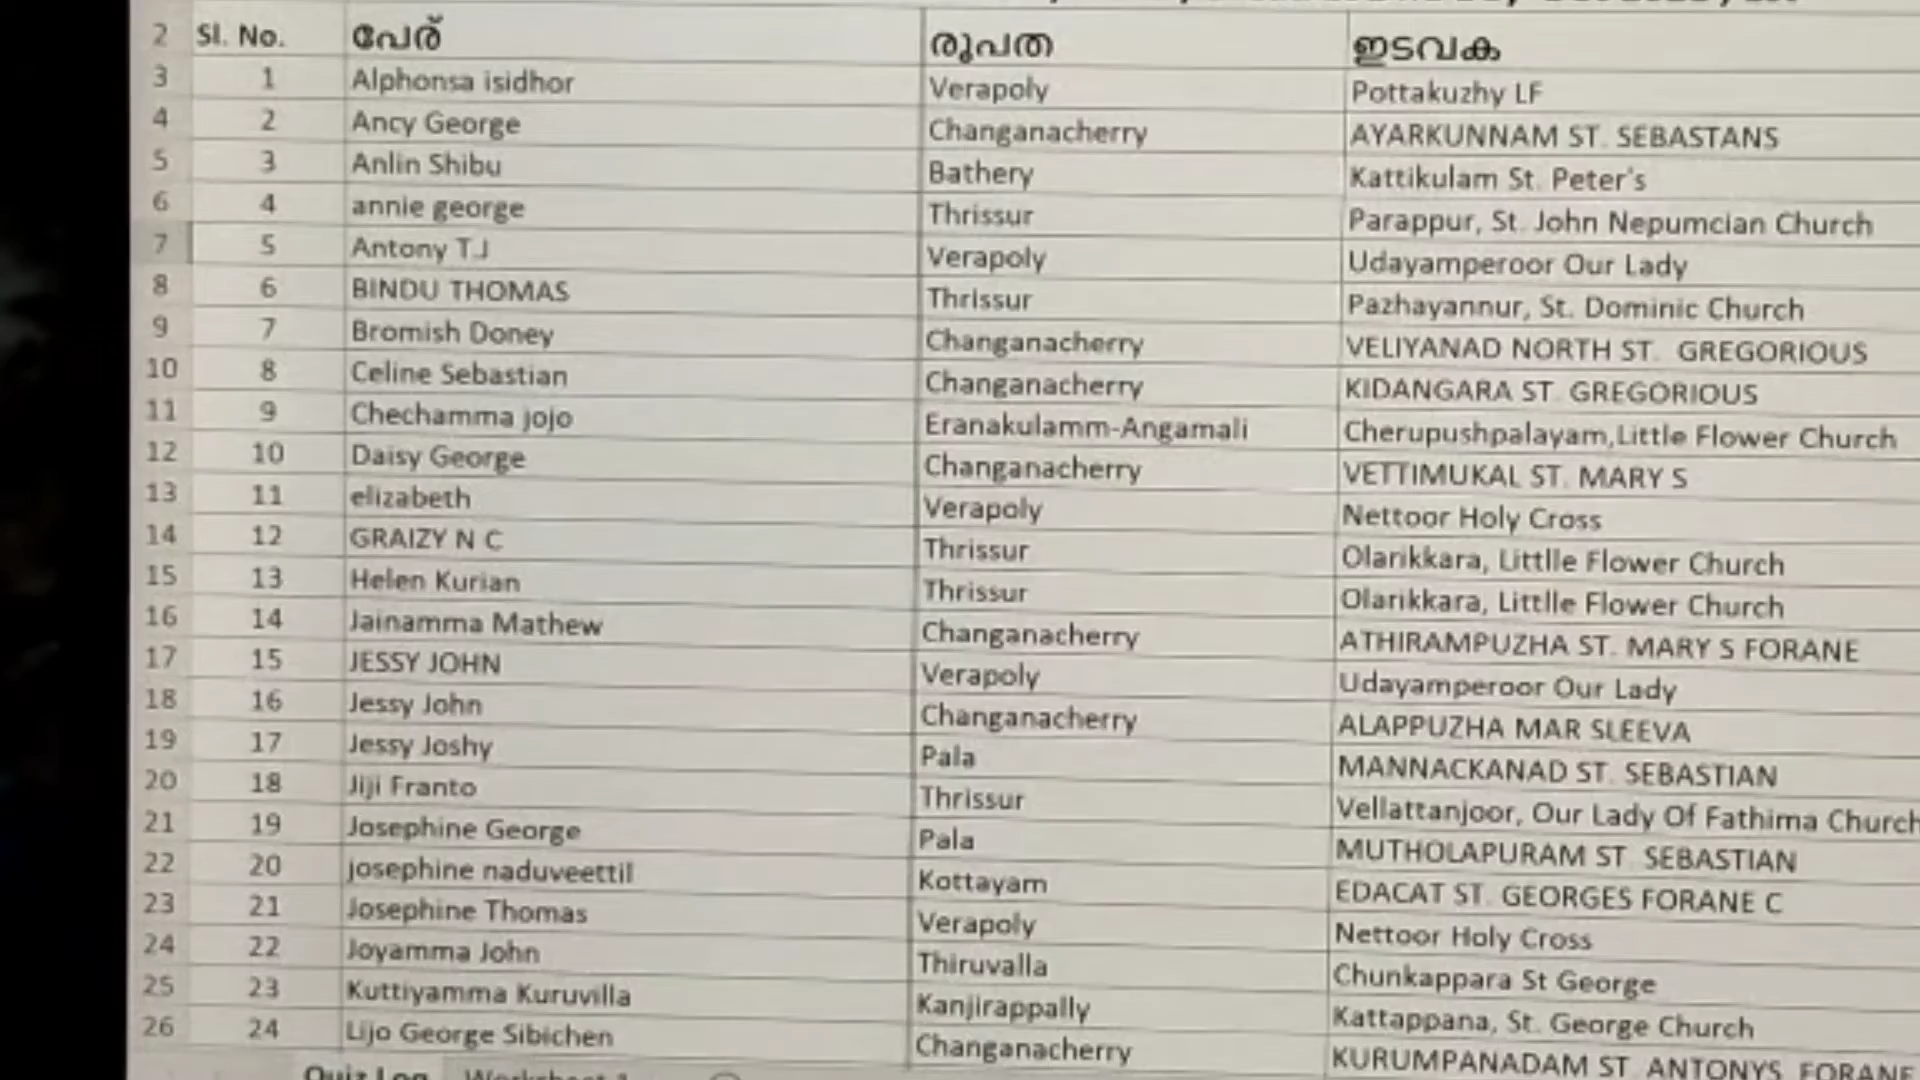 2 Sl. No. പേര് രൂപത ഇടവക
3 1 Alphonsa isidhor Verapoly Pottakuzhy LF
4 2 Ancy George Changanacherry AYARKUNNAM ST. SEBASTANS
5 3 Anlin Shibu Bathery Kattikulam St. Peter's
6 4 annie george Thrissur Parappur, St. John Nepumcian Church
7 5 Antony T.J Verapoly Udayamperoor Our Lady
8 6 BINDU THOMAS Thrissur Pazhayannur, St. Dominic Church
9 7 Bromish Doney Changanacherry VELIYANAD NORTH ST. GREGORIOUS
10 8 Celine Sebastian Changanacherry KIDANGARA ST. GREGORIOUS
11 9 Chechamma jojo Eranakulamm-Angamali Cherupushpalayam,Little Flower Church
12 10 Daisy George Changanacherry VETTIMUKAL ST. MARY S
13 11 elizabeth Verapoly Nettoor Holy Cross
14 12 GRAIZY N C Thrissur Olarikkara, Littlle Flower Church
15 13 Helen Kurian Thrissur Olarikkara, Littlle Flower Church
16 14 Jainamma Mathew Changanacherry ATHIRAMPUZHA ST. MARY S FORANE
17 15 JESSY JOHN Verapoly Udayamperoor Our Lady
18 16 Jessy John Changanacherry ALAPPUZHA MAR SLEEVA
19 17 Jessy Joshy Pala MANNACKANAD ST. SEBASTIAN
20 18 Jiji Franto Thrissur Vellattanjoor, Our Lady Of Fathima Church
21 19 Josephine George Pala MUTHOLAPURAM ST. SEBASTIAN
22 20 josephine naduveettil Kottayam EDACAT ST. GEORGES FORANE C
23 21 Josephine Thomas Verapoly Nettoor Holy Cross
24 22 Joyamma John Thiruvalla Chunkappara St George
25 23 Kuttiyamma Kuruvilla Kanjirappally Kattappana, St. George Church
26 24 Lijo George Sibichen Changanacherry KURUMPANADAM ST. ANTONYS FORANE
Quiz Log